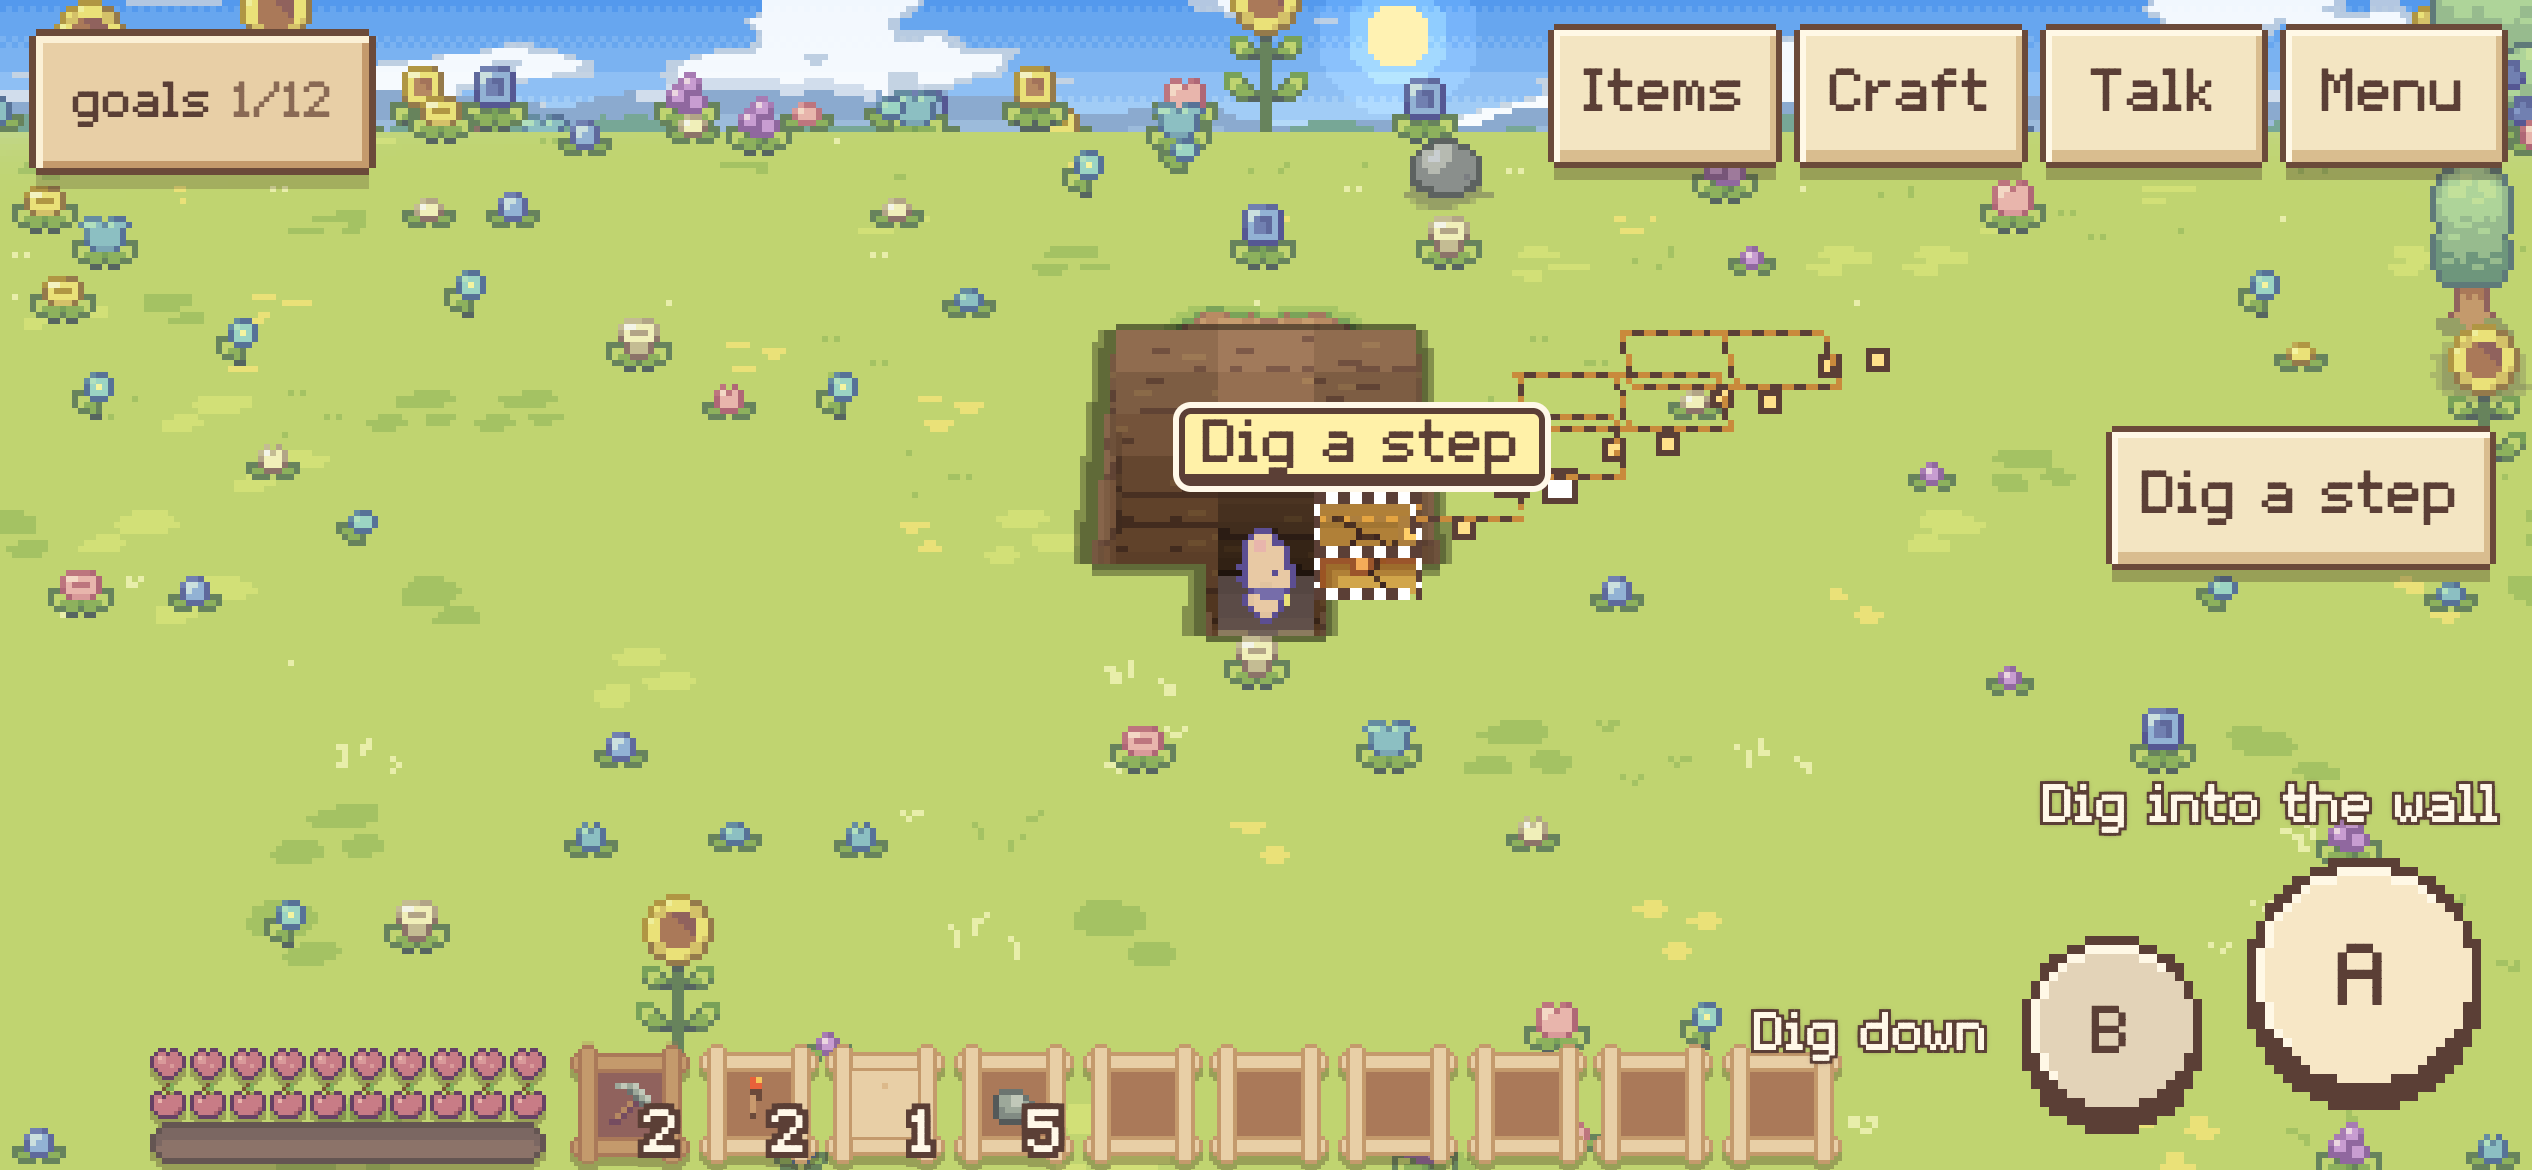 goals 1/12
Items
Craft
Talk
Menu
Dig a step
Dig a step
Dig into the wall
A
B
Dig down
2
2
1
5